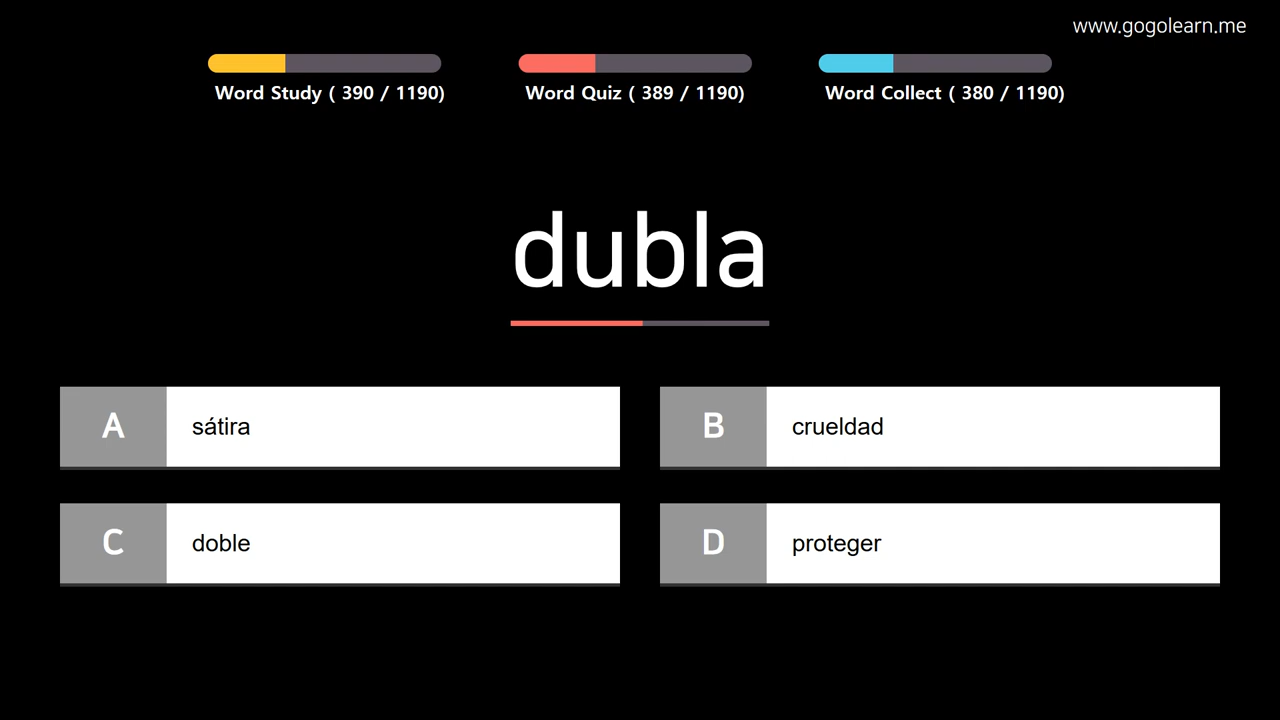 www.gogolearn.me
Word Study ( 390 / 1190)
Word Quiz ( 389 / 1190)
Word Collect ( 380 / 1190)
dubla
A sátira
B crueldad
C doble
D proteger